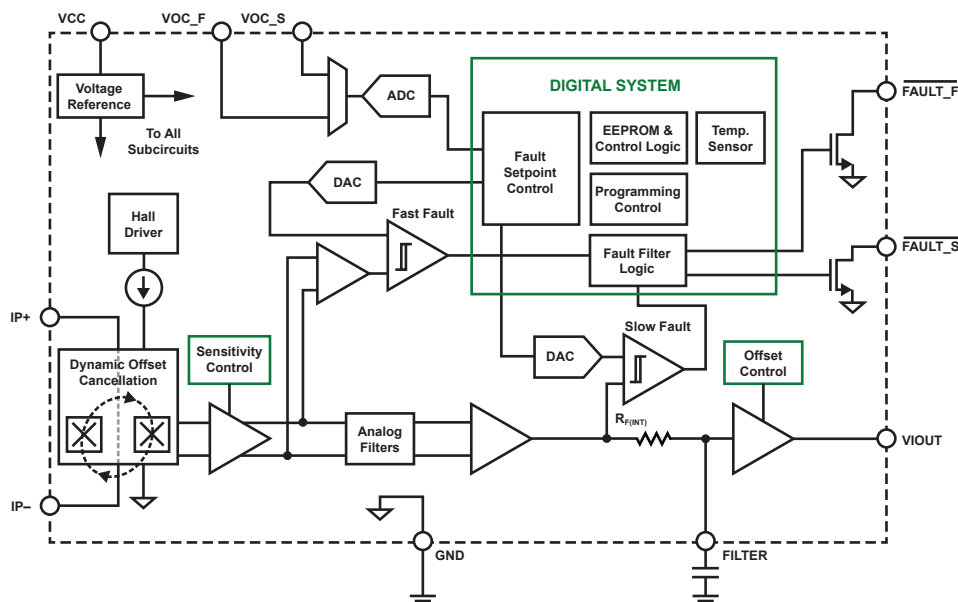 VCC
VOC_F
VOC_S
Voltage
Reference
To All
Subcircuits
ADC
DIGITAL SYSTEM
Fault
Setpoint
Control
EEPROM &
Control Logic
Temp.
Sensor
Programming
Control
Fault Filter
Logic
FAULT_F
FAULT_S
DAC
Fast Fault
Hall
Driver
IP+
Dynamic Offset
Cancellation
Sensitivity
Control
DAC
Slow Fault
Offset
Control
Analog
Filters
RF(INT)
VIOUT
IP–
GND
FILTER